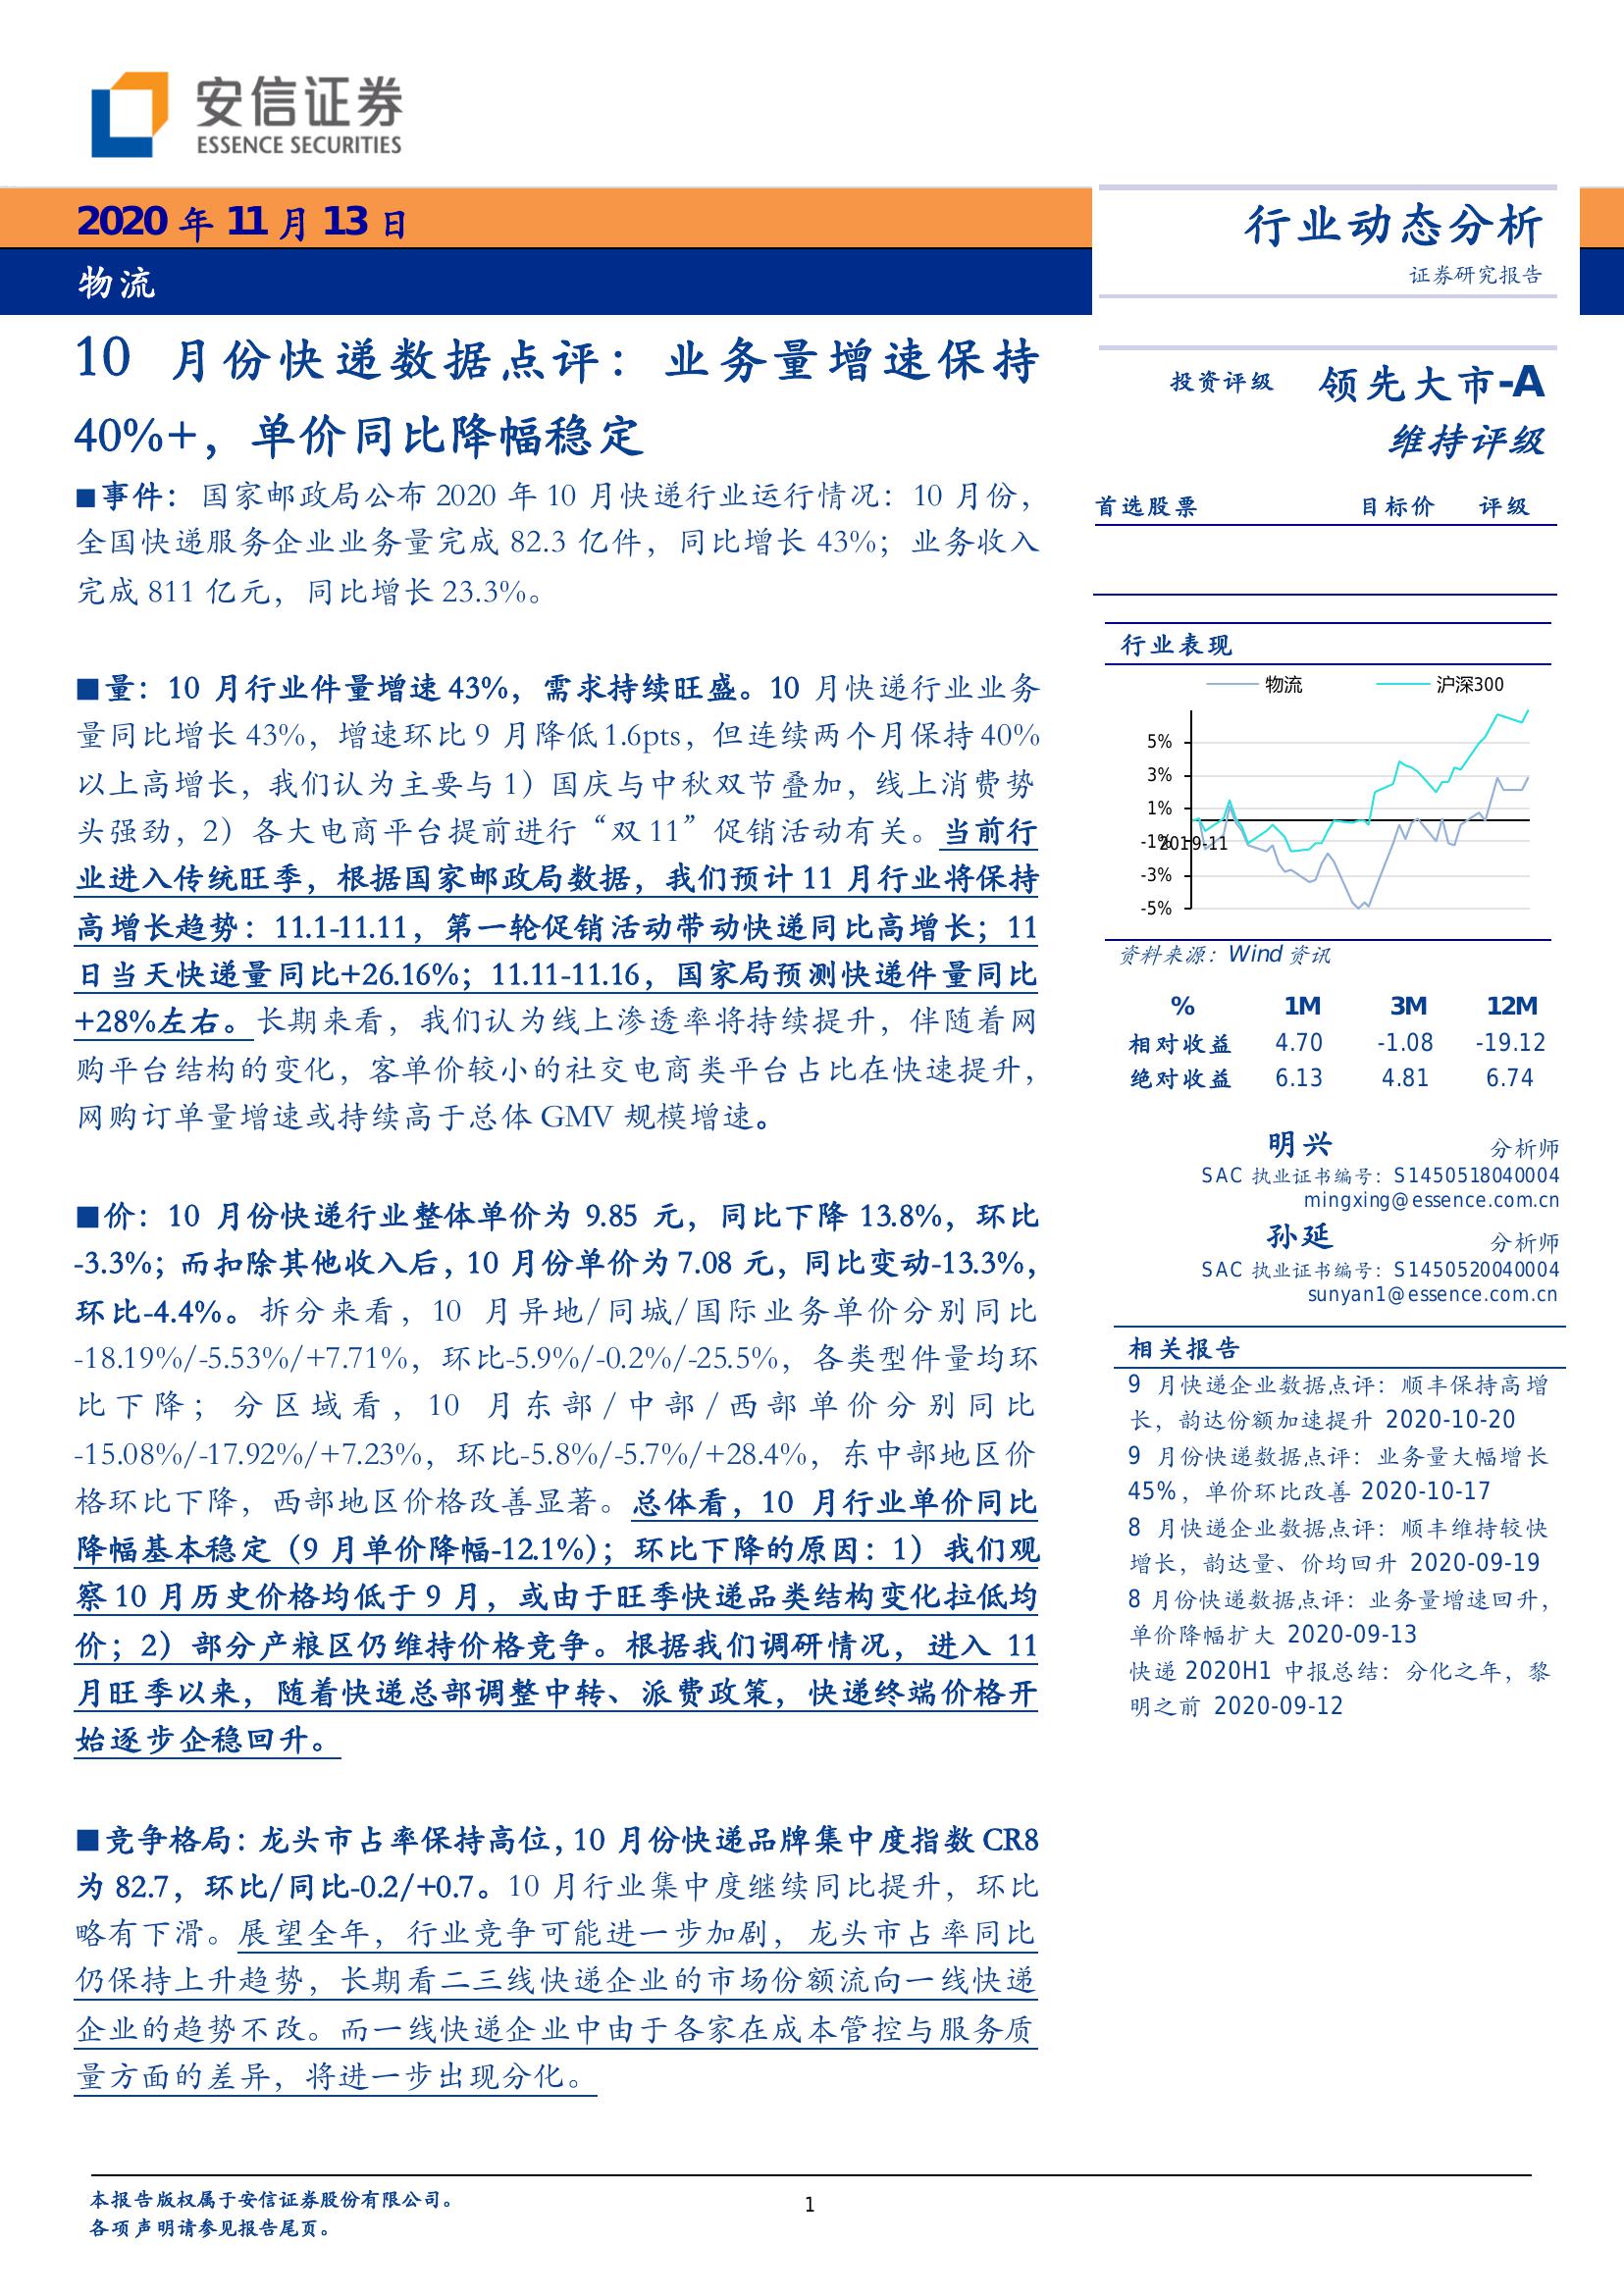 安信证券
ESSENCE SECURITIES
2020 年 11 月 13 日
物流
行业动态分析
证券研究报告
10 月份快递数据点评：业务量增速保持
40%+，单价同比降幅稳定
■事件：国家邮政局公布 2020 年 10 月快递行业运行情况：10 月份，
全国快递服务企业业务量完成 82.3 亿件，同比增长 43%；业务收入
完成 811 亿元，同比增长 23.3%。
■量：10 月行业件量增速 43%，需求持续旺盛。10 月快递行业业务
量同比增长 43%，增速环比 9 月降低 1.6pts，但连续两个月保持 40%
以上高增长，我们认为主要与 1）国庆与中秋双节叠加，线上消费势
头强劲，2）各大电商平台提前进行“双 11”促销活动有关。当前行
业进入传统旺季，根据国家邮政局数据，我们预计 11 月行业将保持
高增长趋势：11.1-11.11，第一轮促销活动带动快递同比高增长；11
日当天快递量同比+26.16%；11.11-11.16，国家局预测快递件量同比
+28%左右。长期来看，我们认为线上渗透率将持续提升，伴随着网
购平台结构的变化，客单价较小的社交电商类平台占比在快速提升，
网购订单量增速或持续高于总体 GMV 规模增速。
■价：10 月份快递行业整体单价为 9.85 元，同比下降 13.8%，环比
-3.3%；而扣除其他收入后，10 月份单价为 7.08 元，同比变动-13.3%，
环比-4.4%。拆分来看，10 月异地/同城/国际业务单价分别同比
-18.19%/-5.53%/+7.71%，环比-5.9%/-0.2%/-25.5%，各类型件量均环
比下降；分区域看，10 月东部/中部/西部单价分别同比
-15.08%/-17.92%/+7.23%，环比-5.8%/-5.7%/+28.4%，东中部地区价
格环比下降，西部地区价格改善显著。总体看，10 月行业单价同比
降幅基本稳定（9 月单价降幅-12.1%）；环比下降的原因：1）我们观
察 10 月历史价格均低于 9 月，或由于旺季快递品类结构变化拉低均
价；2）部分产粮区仍维持价格竞争。根据我们调研情况，进入 11
月旺季以来，随着快递总部调整中转、派费政策，快递终端价格开
始逐步企稳回升。
■竞争格局：龙头市占率保持高位，10 月份快递品牌集中度指数 CR8
为 82.7，环比/同比-0.2/+0.7。10 月行业集中度继续同比提升，环比
略有下滑。展望全年，行业竞争可能进一步加剧，龙头市占率同比
仍保持上升趋势，长期看二三线快递企业的市场份额流向一线快递
企业的趋势不改。而一线快递企业中由于各家在成本管控与服务质
量方面的差异，将进一步出现分化。
投资评级 领先大市-A
维持评级
首选股票 目标价 评级
行业表现
物流 沪深300
5%
3%
1%
-1%
2019-11
-3%
-5%
资料来源：Wind 资讯
% 1M 3M 12M
相对收益 4.70 -1.08 -19.12
绝对收益 6.13 4.81 6.74
明兴 分析师
SAC 执业证书编号：S1450518040004
mingxing@essence.com.cn
孙延 分析师
SAC 执业证书编号：S1450520040004
sunyan1@essence.com.cn
相关报告
9 月快递企业数据点评：顺丰保持高增
长，韵达份额加速提升 2020-10-20
9 月份快递数据点评：业务量大幅增长
45%，单价环比改善 2020-10-17
8 月快递企业数据点评：顺丰维持较快
增长，韵达量、价均回升 2020-09-19
8 月份快递数据点评：业务量增速回升，
单价降幅扩大 2020-09-13
快递 2020H1 中报总结：分化之年，黎
明之前 2020-09-12
本报告版权属于安信证券股份有限公司。
各项声明请参见报告尾页。
1